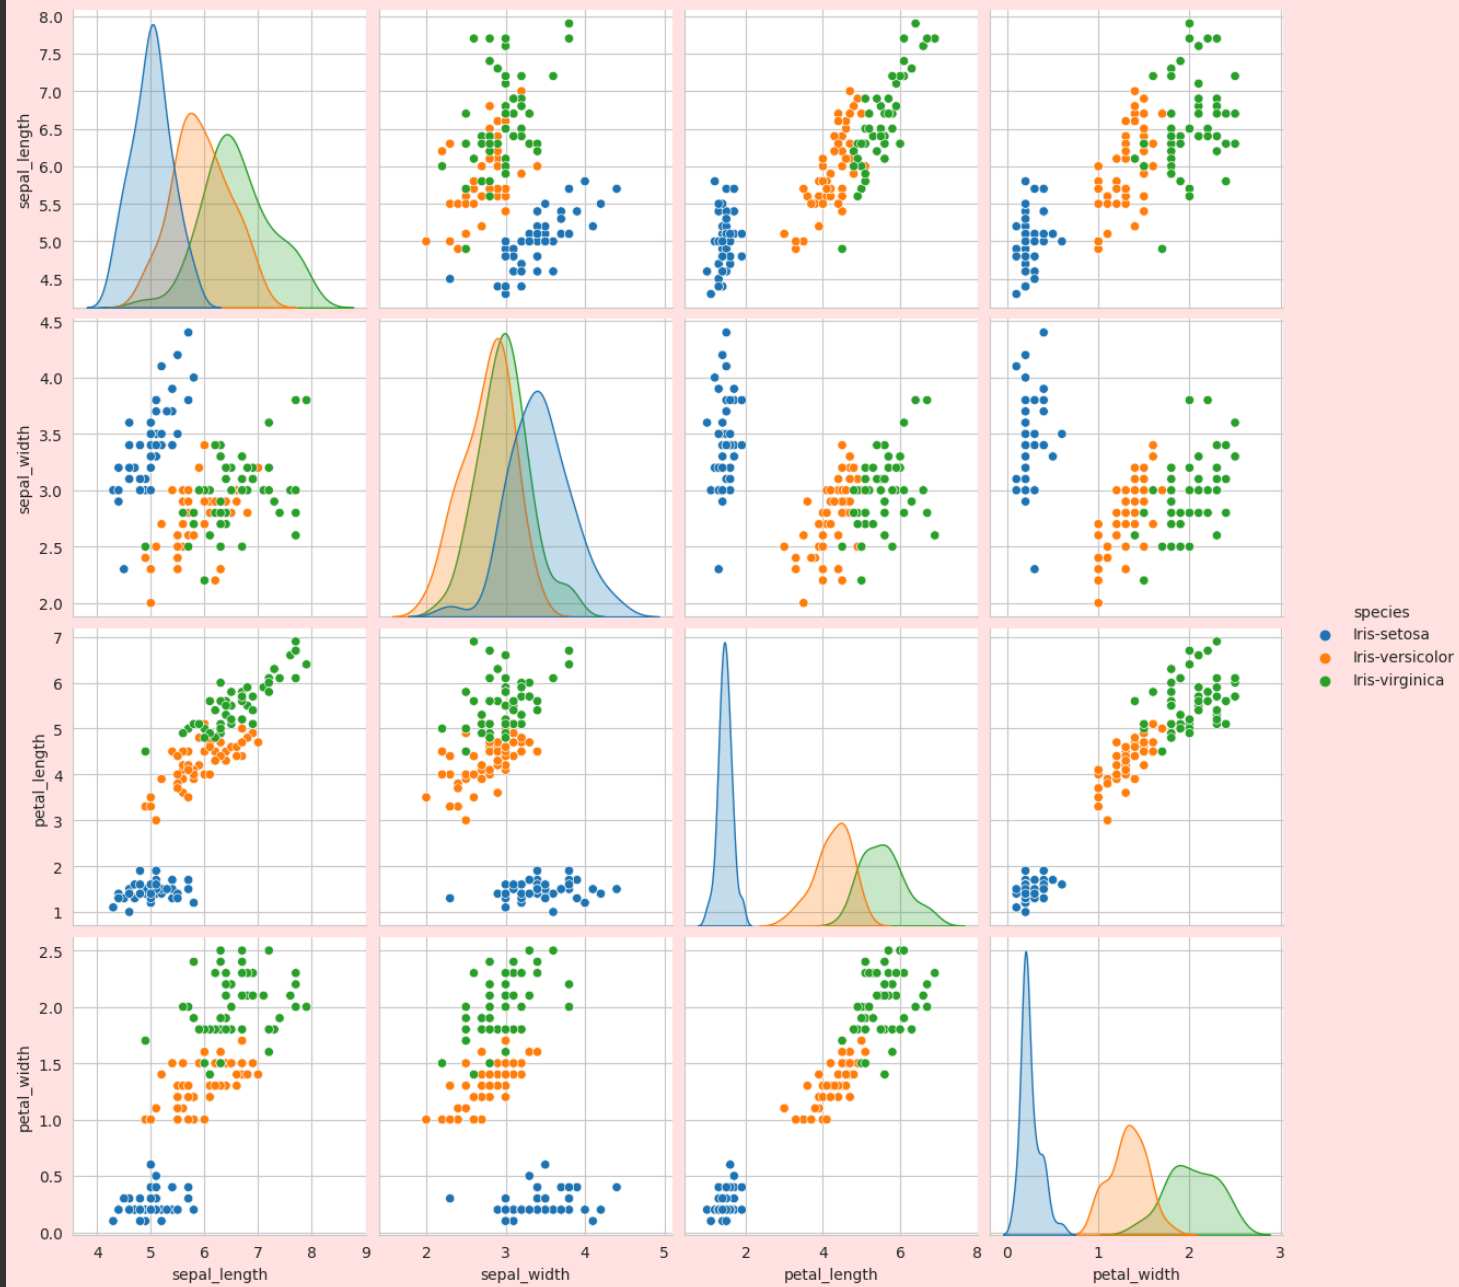 8.0
7.5
7.0
6.5
6.0
5.5
5.0
4.5
sepal_length
4.5
4.0
3.5
3.0
2.5
2.0
sepal_width
7
6
5
4
3
2
1
petal_length
2.5
2.0
1.5
1.0
0.5
0.0
petal_width
4 5 6 7 8 9
sepal_length
2 3 4 5
sepal_width
2 4 6 8
petal_length
0 1 2 3
petal_width
species
Iris-setosa
Iris-versicolor
Iris-virginica